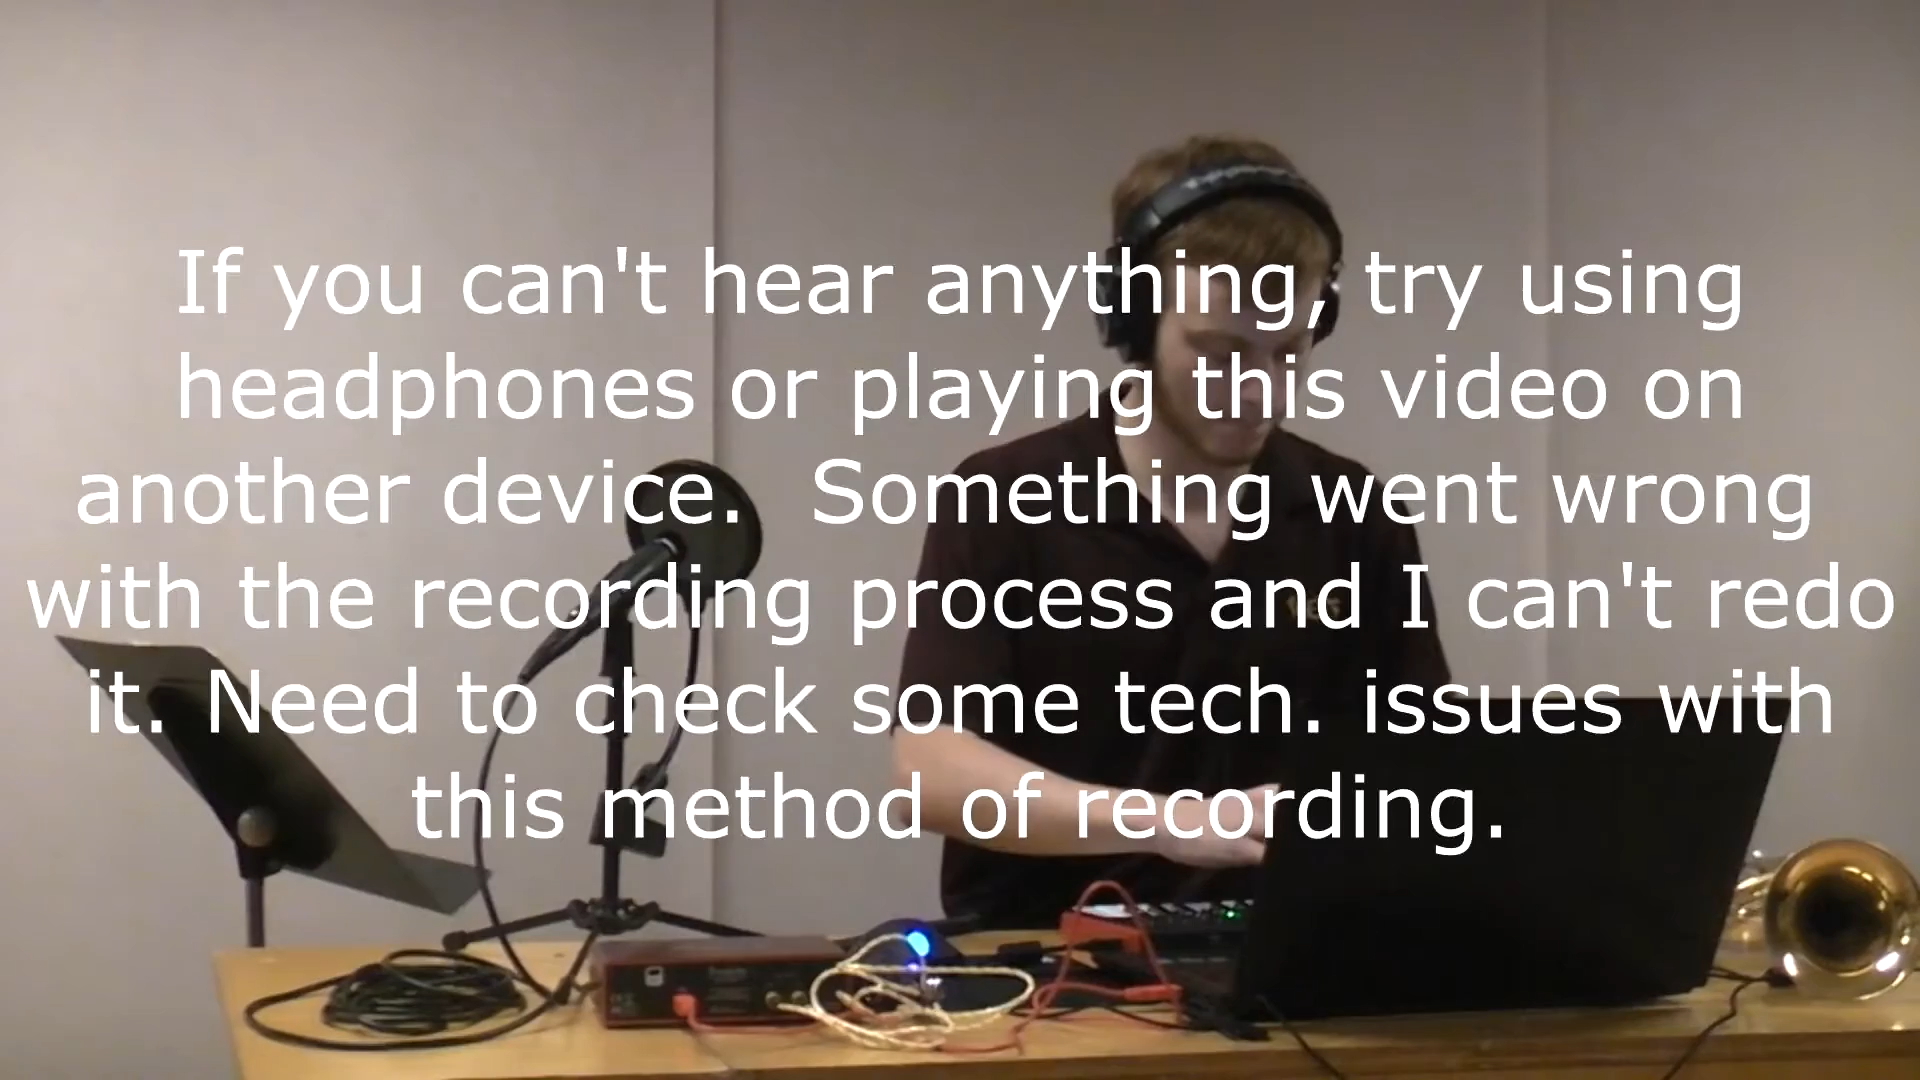 If you can't hear anything, try using
headphones or playing this video on
another device.  Something went wrong
with the recording process and I can't redo
it. Need to check some tech. issues with
this method of recording.